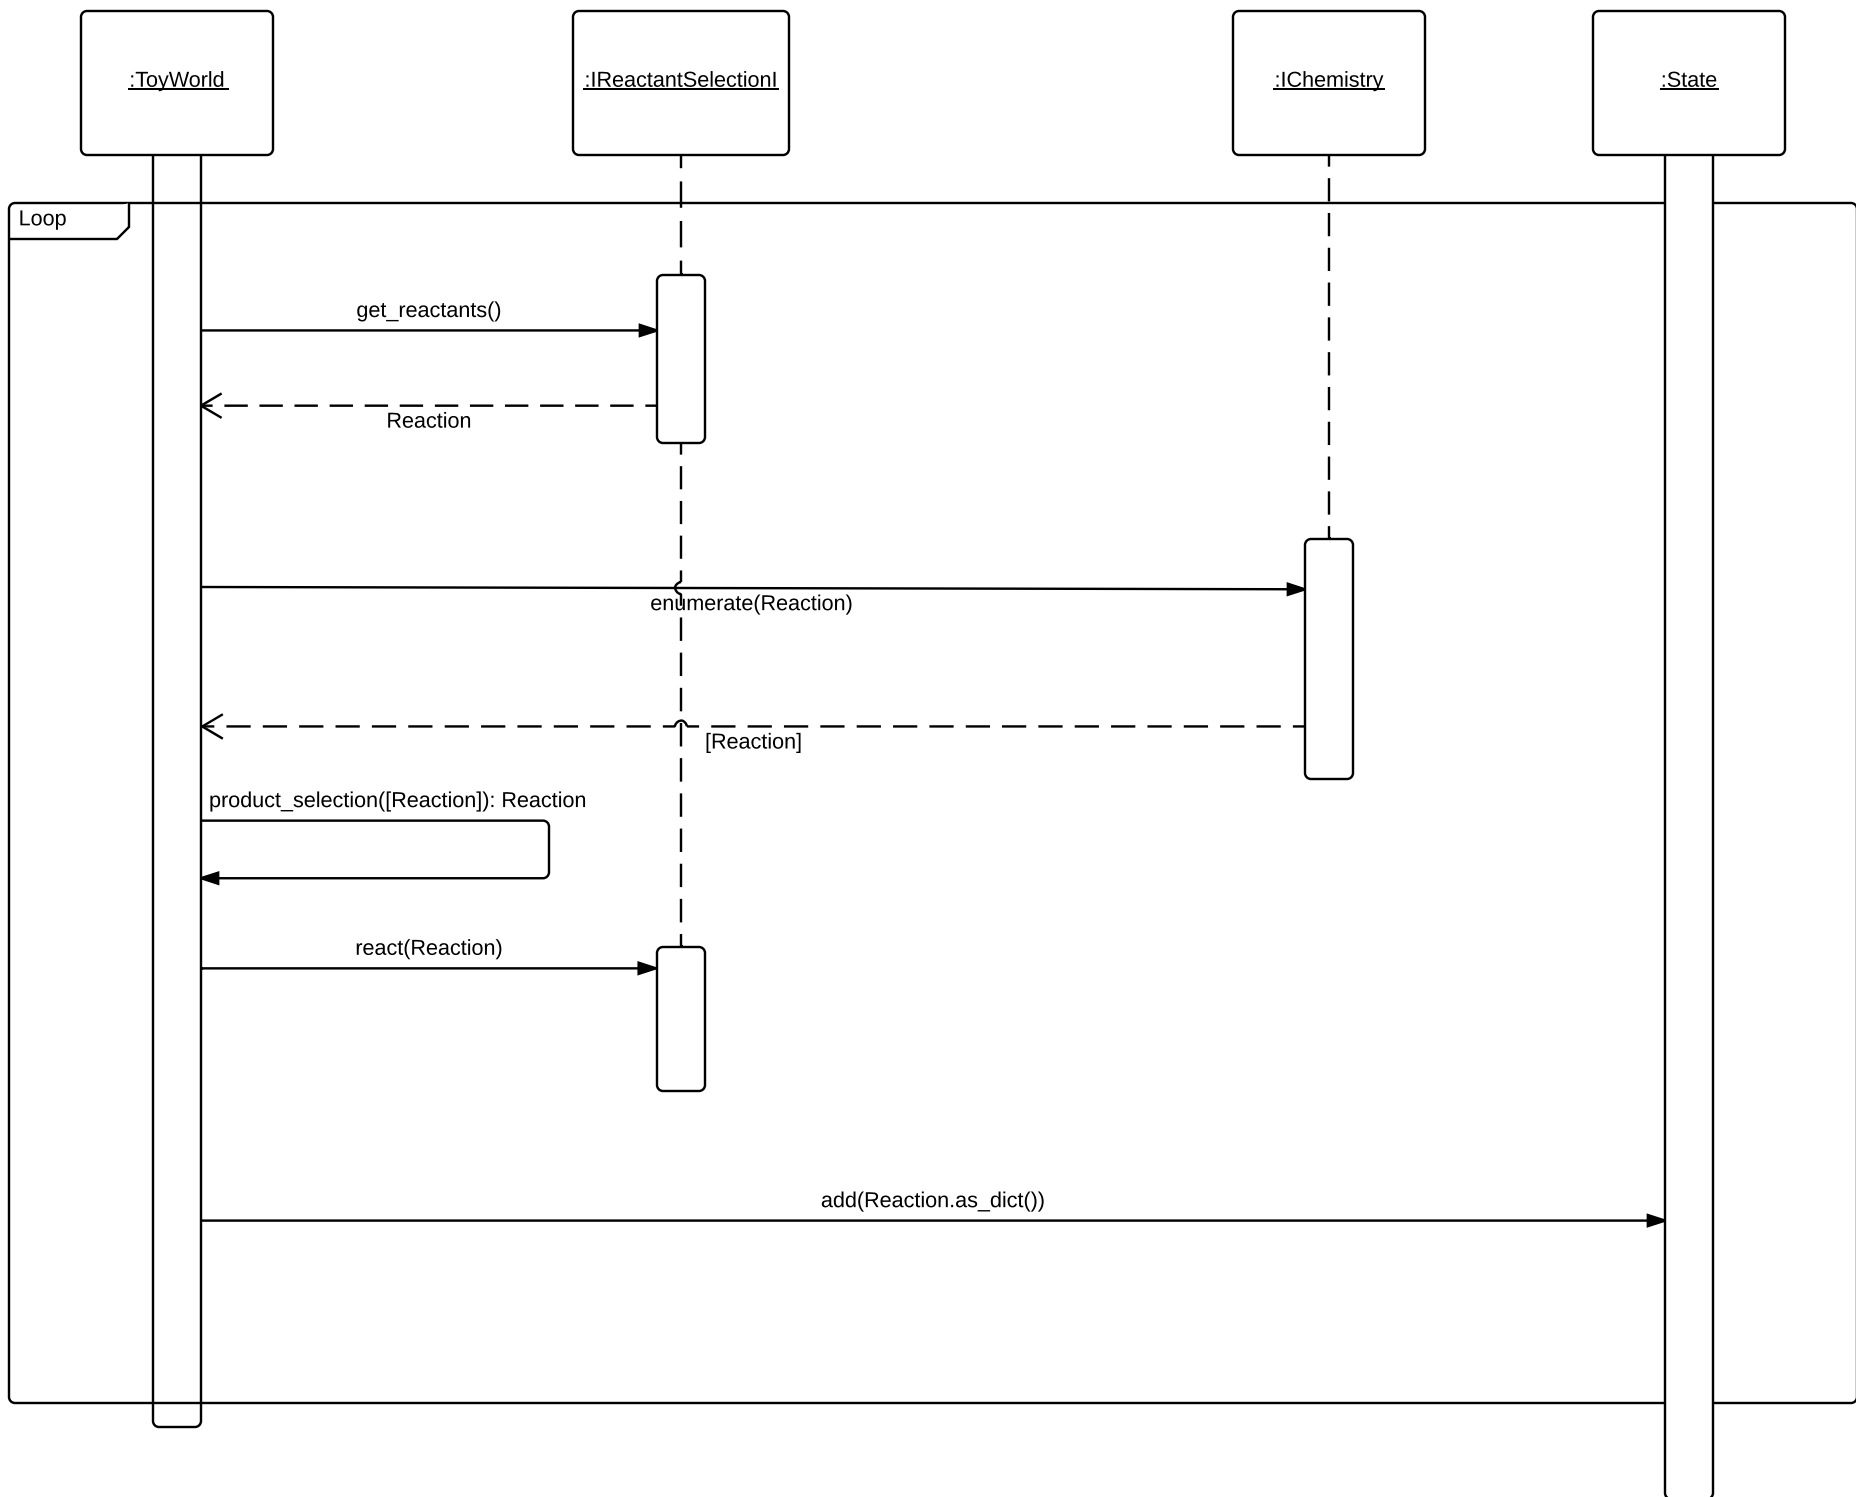 :ToyWorld
:IReactantSelectionI
:IChemistry
:State
Loop
get_reactants()
Reaction
enumerate(Reaction)
[Reaction]
product_selection([Reaction]): Reaction
react(Reaction)
add(Reaction.as_dict())